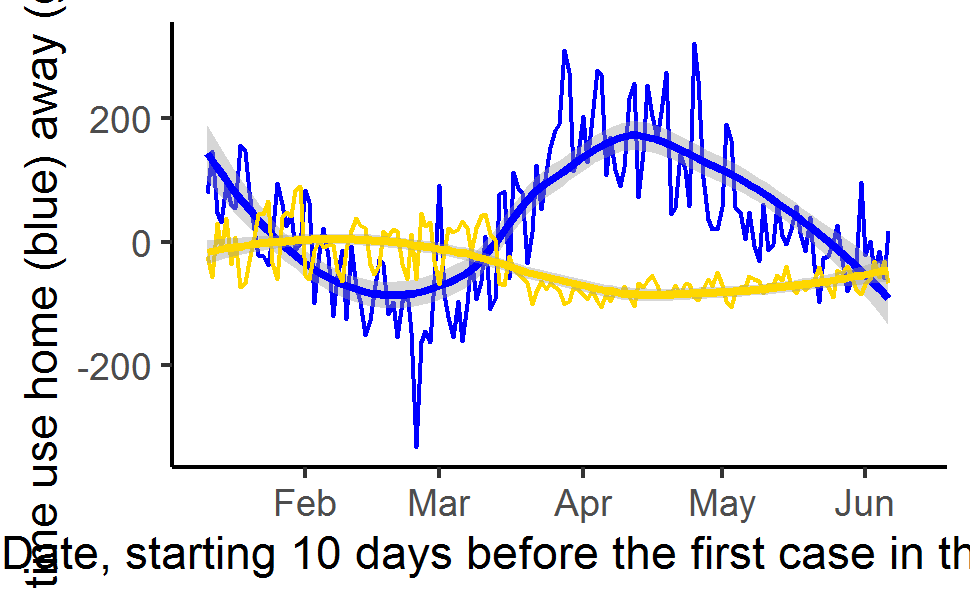 time use home (blue) away (
200
0
-200
Feb Mar Apr May Jun
Date, starting 10 days before the first case in th